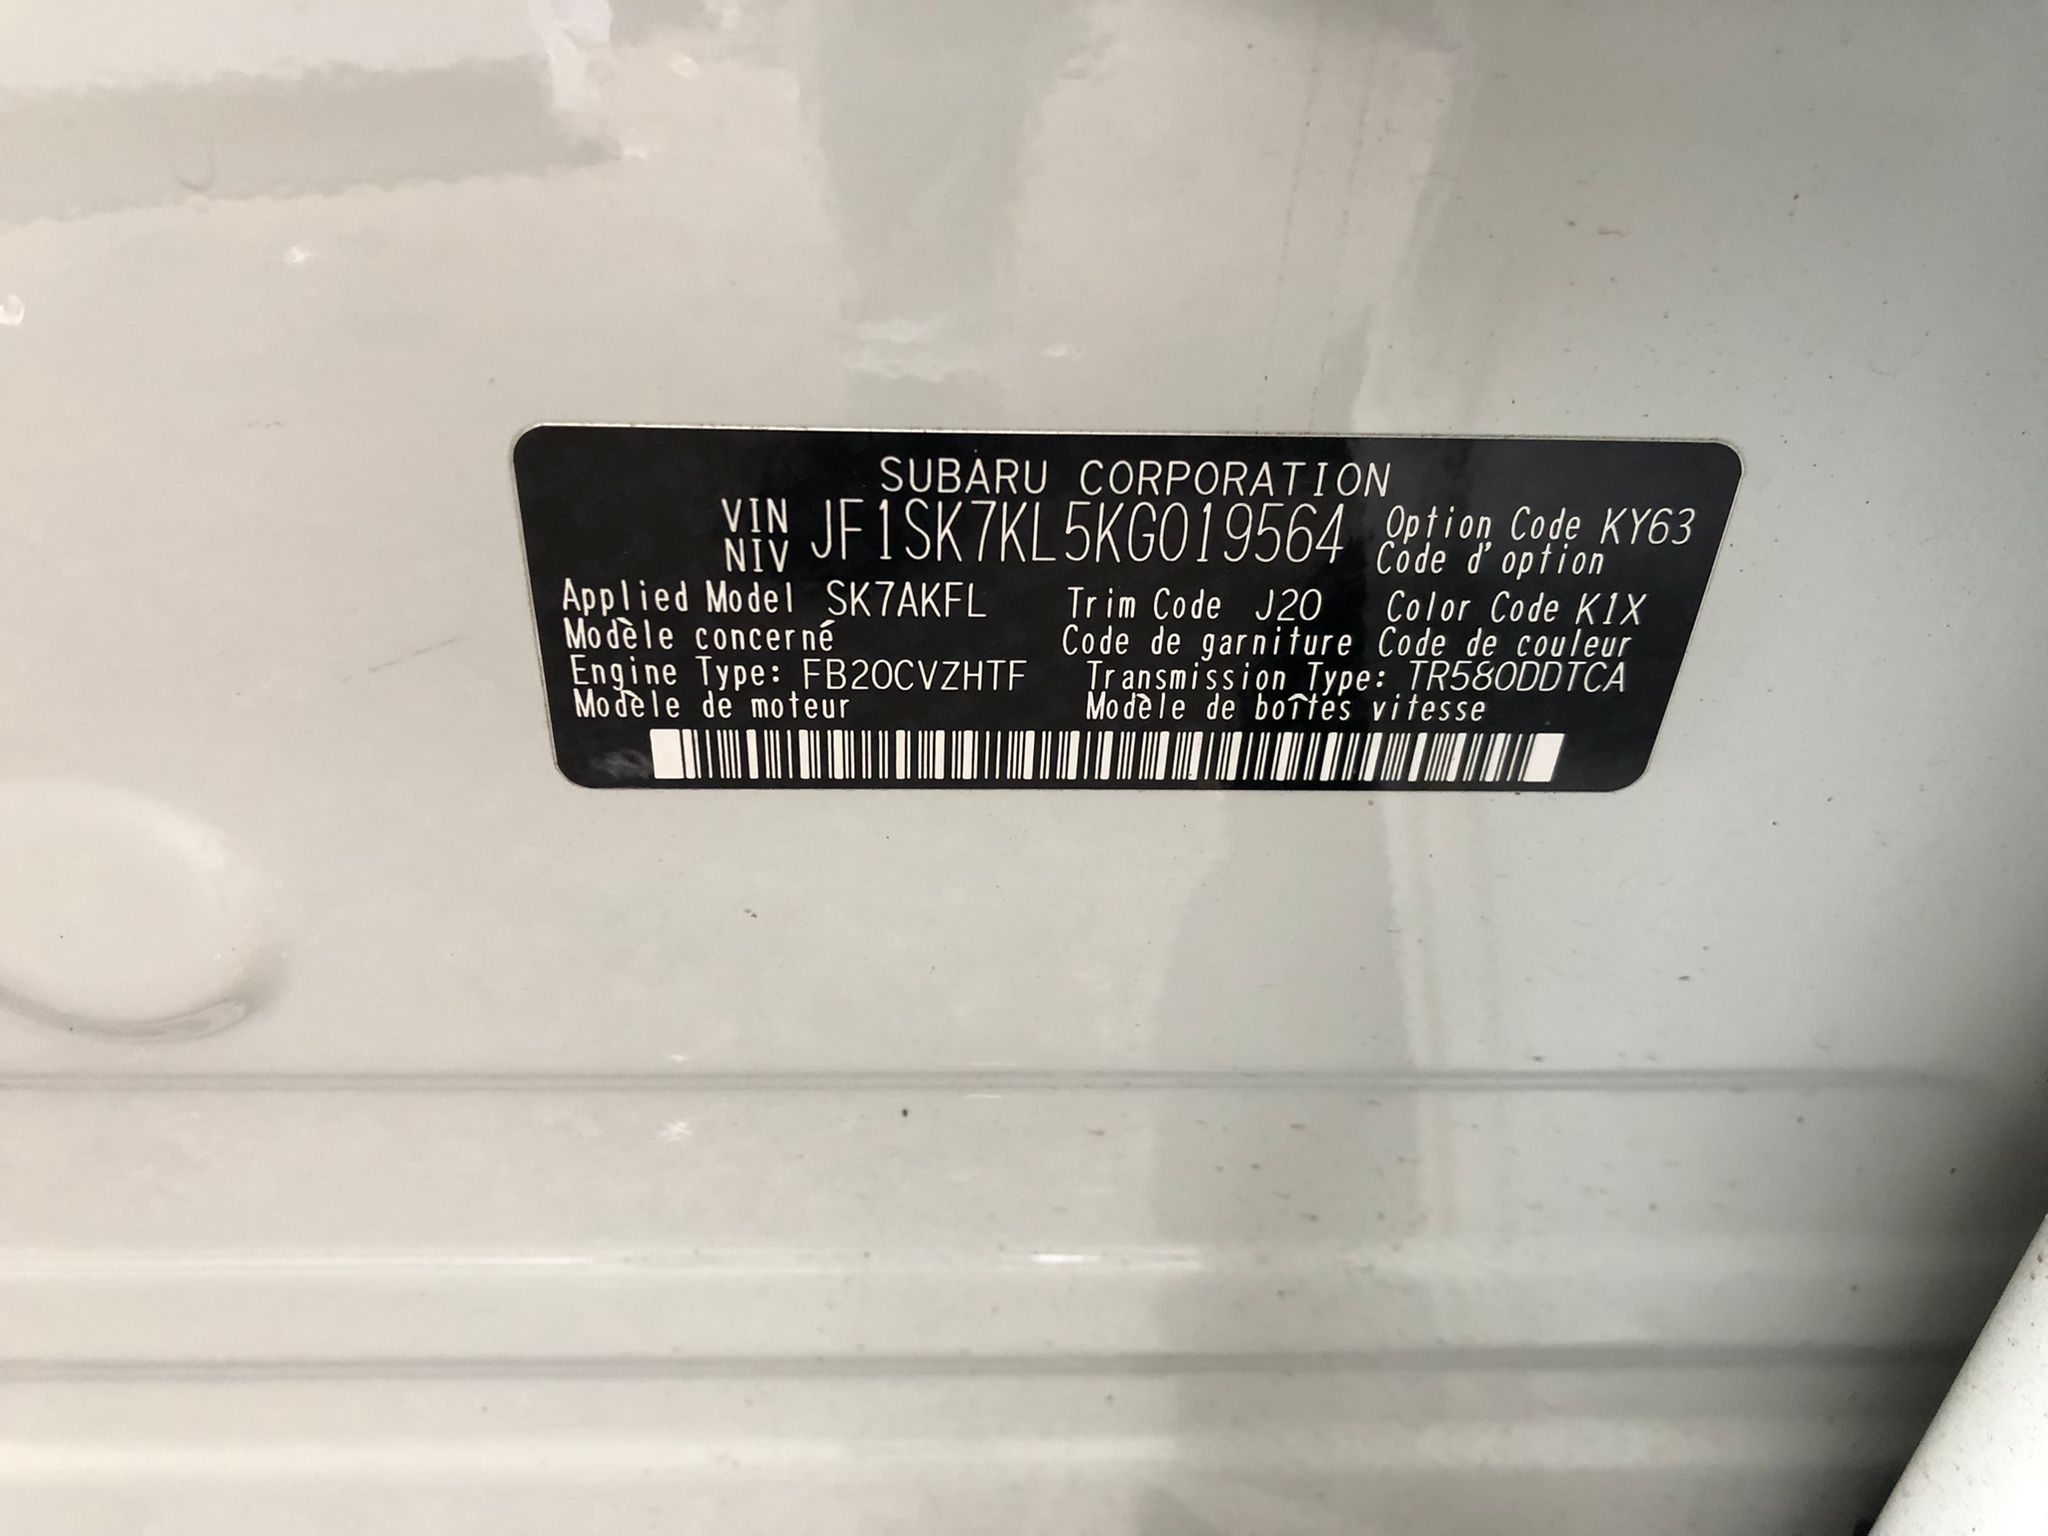 SUBARU CORPORATION
VIN JF1SK7KL5KG019564 Option Code KY63
NIV Code d'option
Applied Model SK7AKFL Trim Code J20 Color Code K1X
Modèle concerné Code de garniture Code de couleur
Engine Type: FB20CVZHTF Transmission Type: TR580DDTCA
Modèle de moteur Modèle de boîtes vitesse